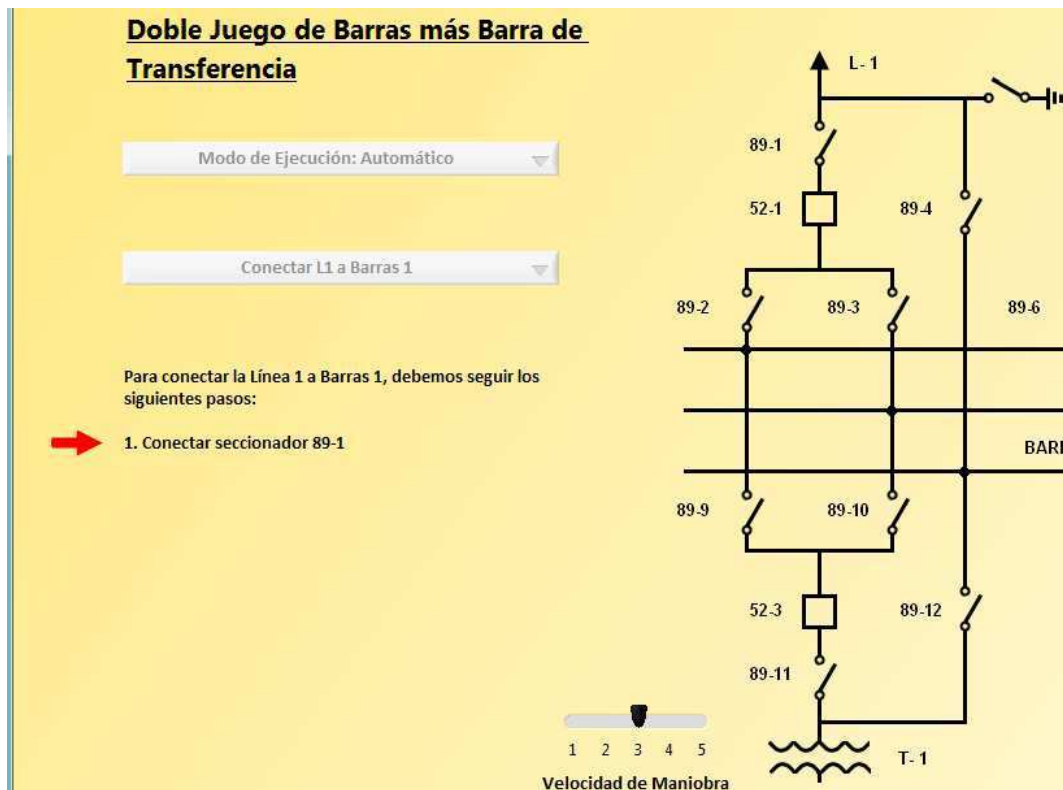 Doble Juego de Barras más Barra de
Transferencia
L- 1
Modo de Ejecución: Automático
89-1
52-1
89-4
Conectar L1 a Barras 1
89-2
89-3
89-6
Para conectar la Línea 1 a Barras 1, debemos seguir los
siguientes pasos:
1. Conectar seccionador 89-1
89-9
89-10
52-3
89-12
89-11
1 2 3 4 5
T- 1
Velocidad de Maniobra